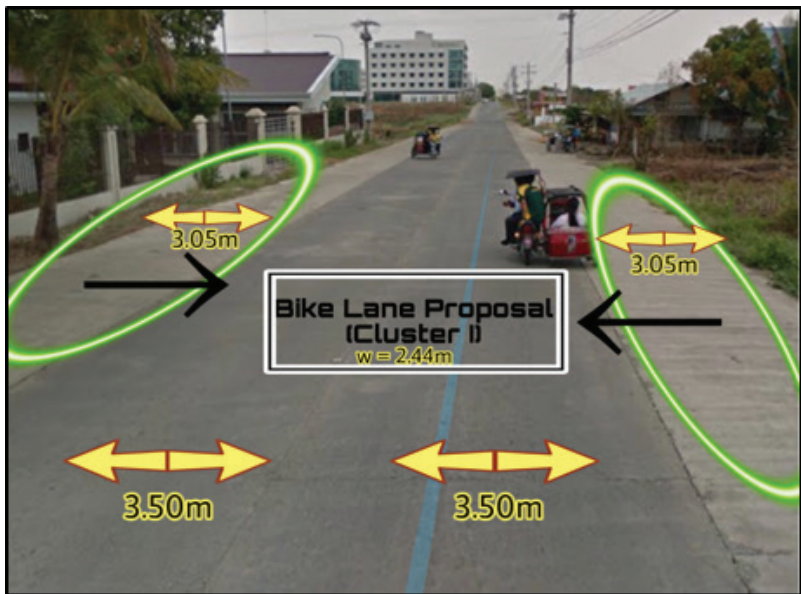 3.05m
3.05m
Bike Lane Proposal
(Cluster I)
w = 2.44m
3.50m
3.50m